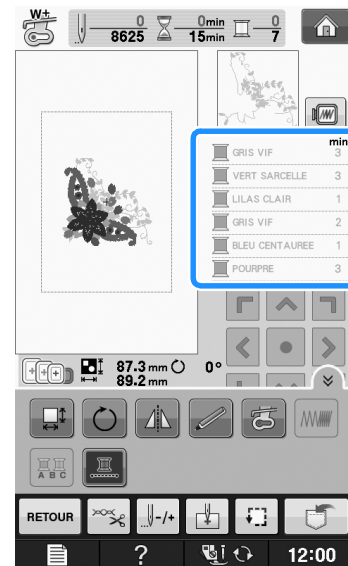 W+
0 0min 0
8625 15min 7
min
GRIS VIF 3
VERT SARCELLE 3
LILAS CLAIR 1
GRIS VIF 2
BLEU CENTAUREE 1
POURPRE 3
87.3 mm 0°
89.2 mm
A B C
RETOUR -/+
? 12:00